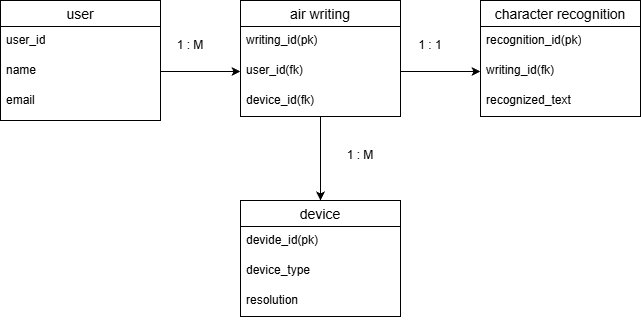 user
user_id
name
email
1 : M
air writing
writing_id(pk)
user_id(fk)
device_id(fk)
1 : 1
character recognition
recognition_id(pk)
writing_id(fk)
recognized_text
1 : M
device
devide_id(pk)
device_type
resolution